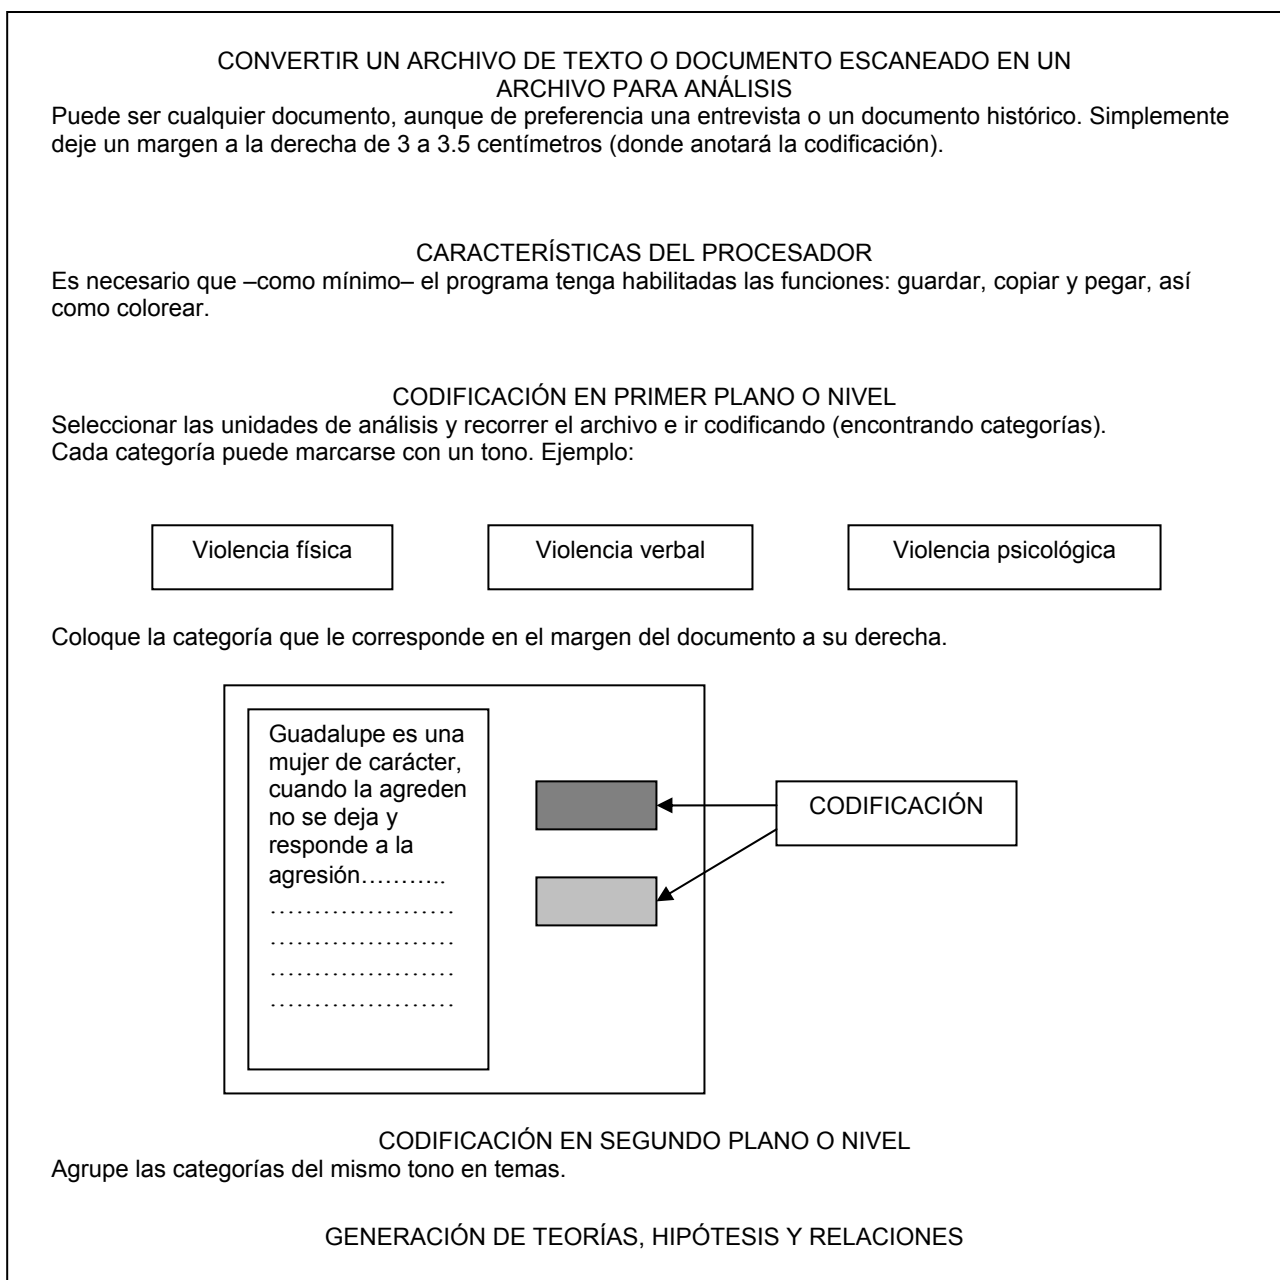 CONVERTIR UN ARCHIVO DE TEXTO O DOCUMENTO ESCANEADO EN UN
ARCHIVO PARA ANÁLISIS
Puede ser cualquier documento, aunque de preferencia una entrevista o un documento histórico. Simplemente
deje un margen a la derecha de 3 a 3.5 centímetros (donde anotará la codificación).
CARACTERÍSTICAS DEL PROCESADOR
Es necesario que –como mínimo– el programa tenga habilitadas las funciones: guardar, copiar y pegar, así
como colorear.
CODIFICACIÓN EN PRIMER PLANO O NIVEL
Seleccionar las unidades de análisis y recorrer el archivo e ir codificando (encontrando categorías).
Cada categoría puede marcarse con un tono. Ejemplo:
Violencia física
Violencia verbal
Violencia psicológica
Coloque la categoría que le corresponde en el margen del documento a su derecha.
Guadalupe es una
mujer de carácter,
cuando la agreden
no se deja y
responde a la
agresión………..
…………………
…………………
…………………
…………………
CODIFICACIÓN
CODIFICACIÓN EN SEGUNDO PLANO O NIVEL
Agrupe las categorías del mismo tono en temas.
GENERACIÓN DE TEORÍAS, HIPÓTESIS Y RELACIONES